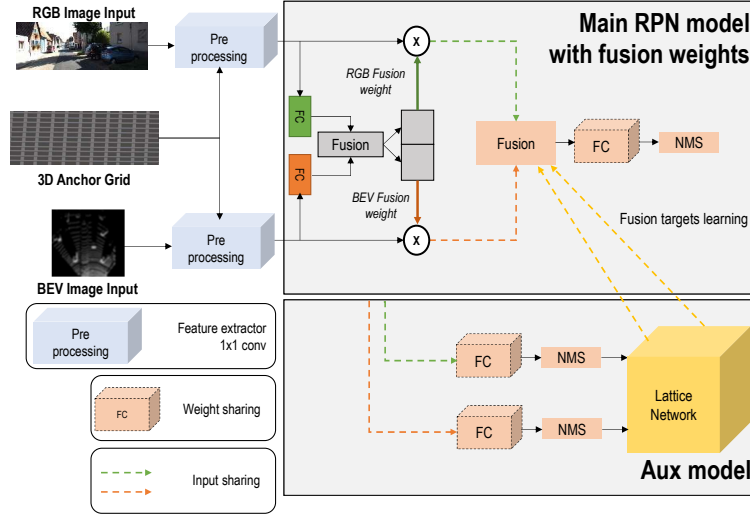 RGB Image Input
Pre
processing
3D Anchor Grid
BEV Image Input
Pre
processing
Main RPN model
with fusion weights
X
RGB Fusion
weight
FC
Fusion
FC
BEV Fusion
weight
X
Fusion
FC
NMS
Fusion targets learning
Pre
processing
Feature extractor
1x1 conv
FC
Weight sharing
Input sharing
FC
NMS
FC
NMS
Lattice
Network
Aux model